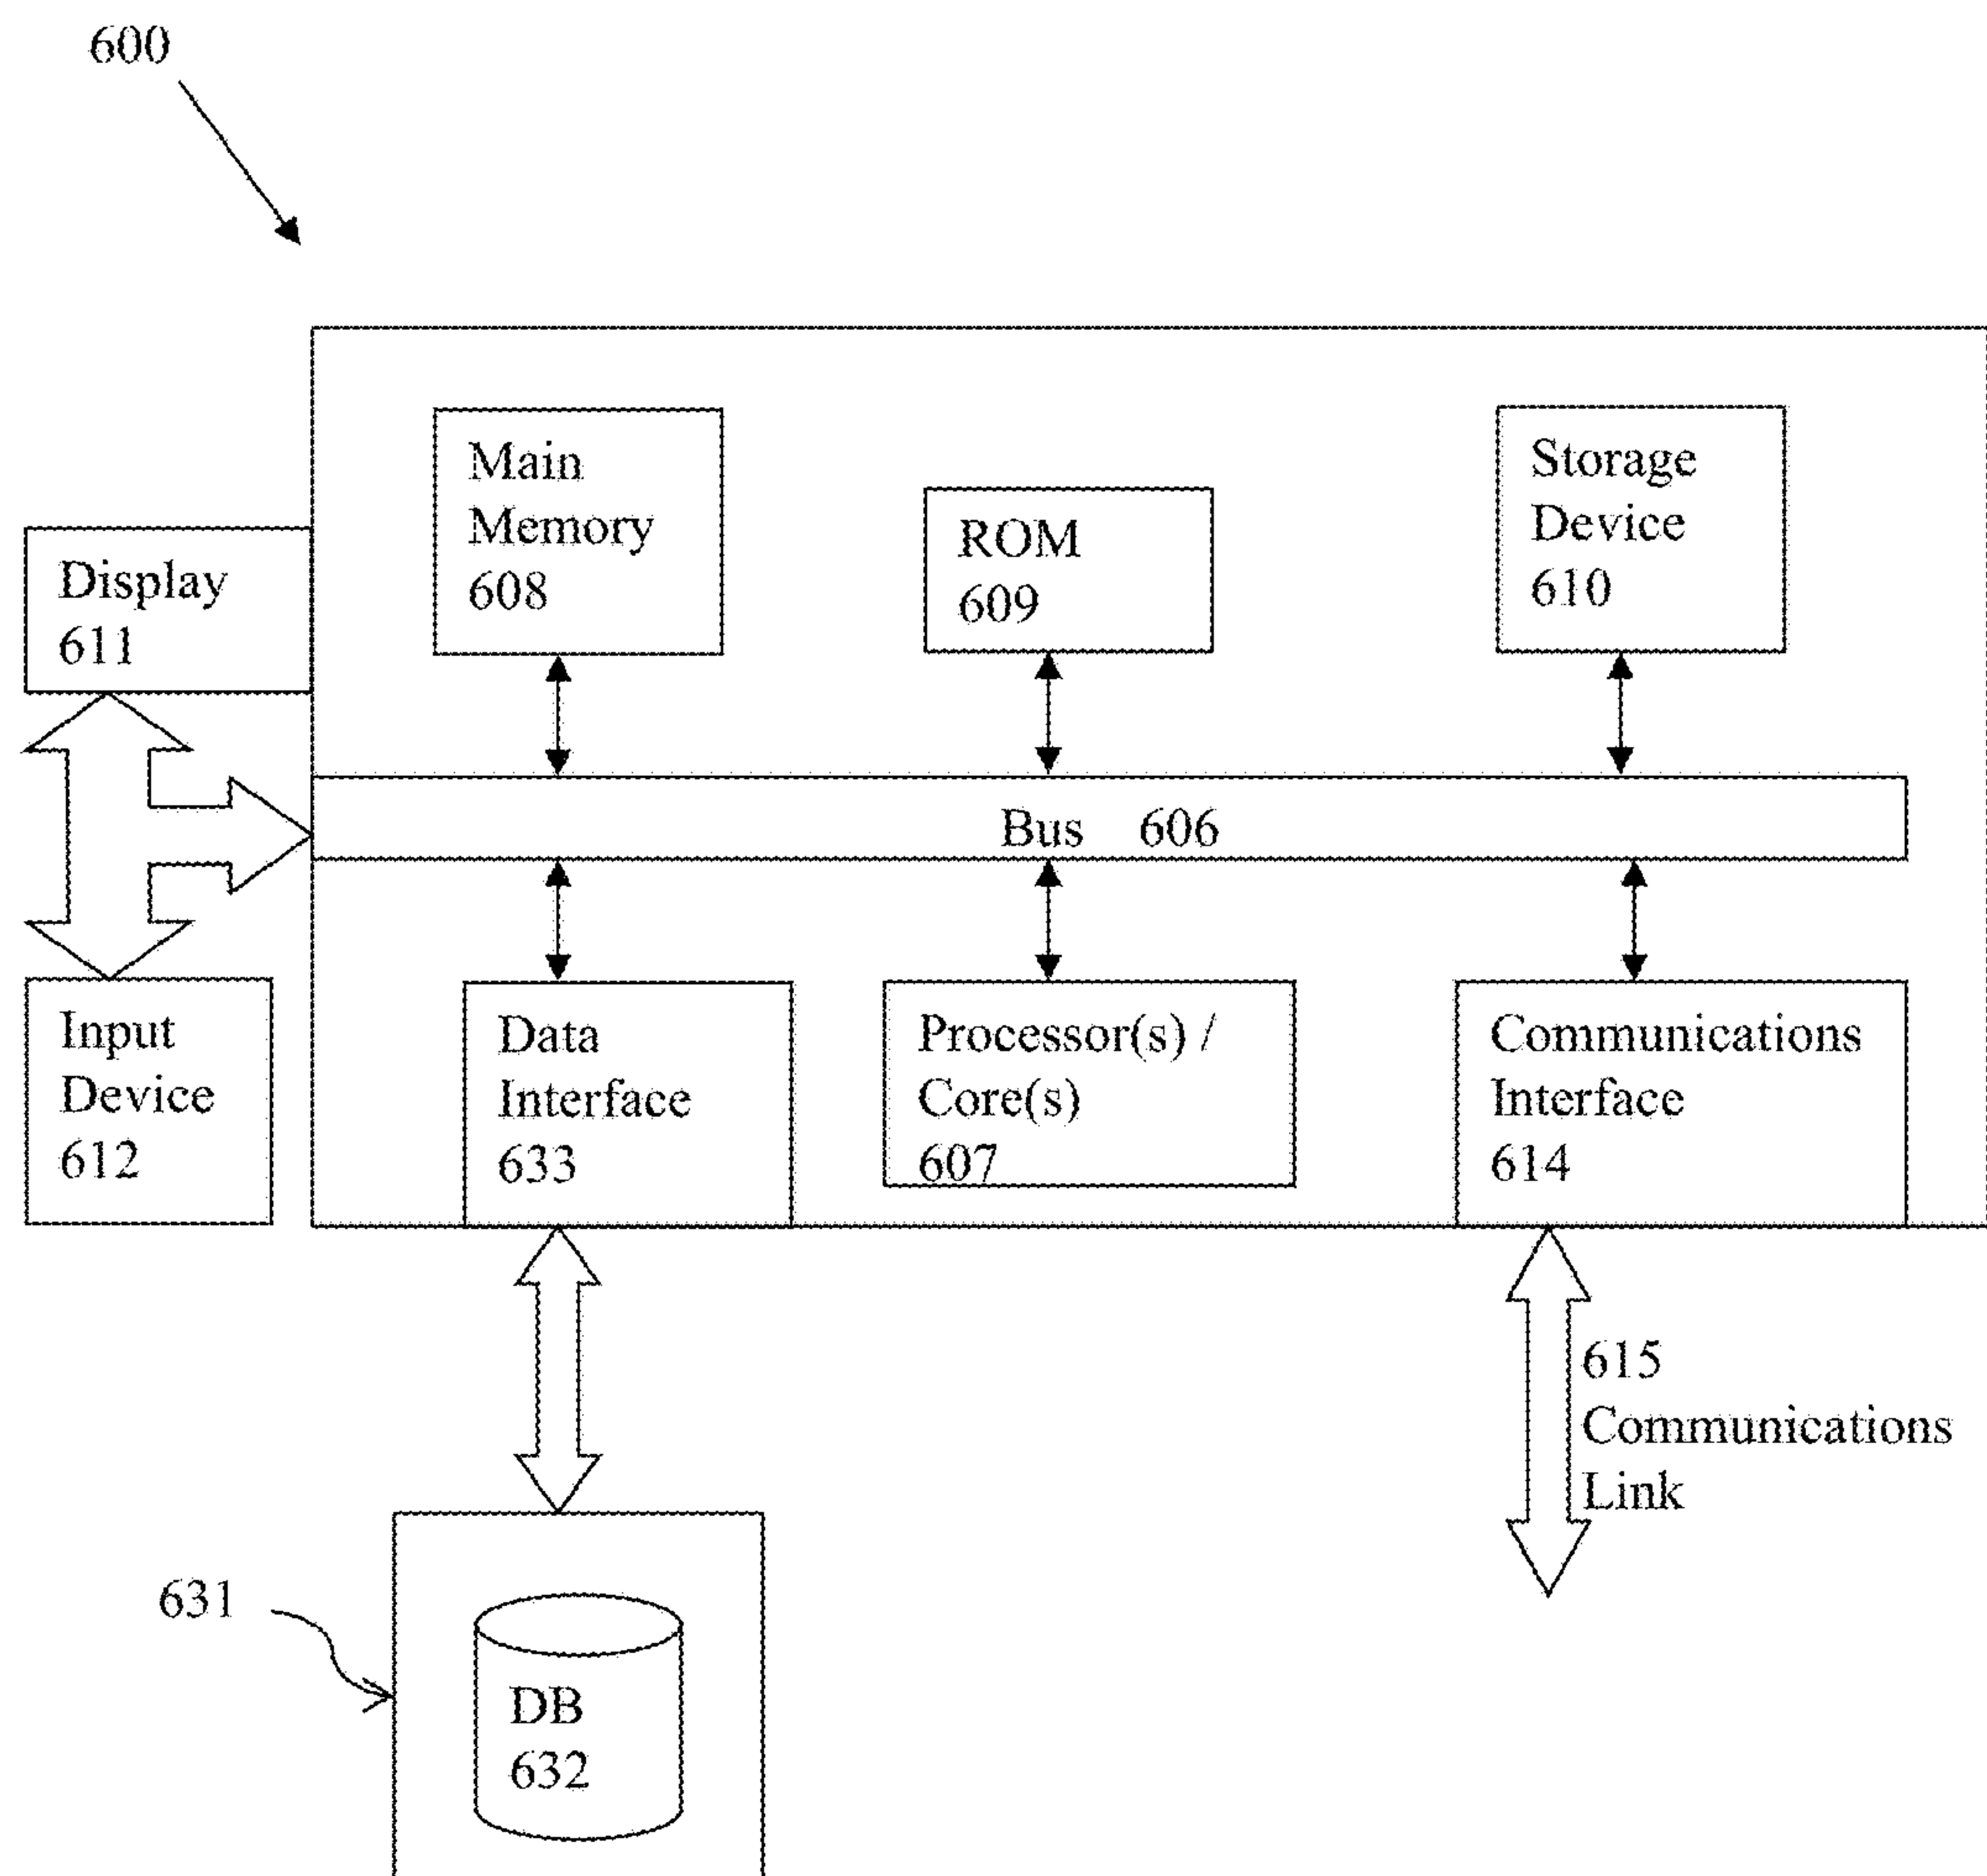 600
Main
Memory
608
ROM
609
Storage
Device
610
Display
611
Bus 606
Input
Device
612
Data
Interface
633
Processor(s) /
Core(s)
607
Communications
Interface
614
615
Communications
Link
631
DB
632